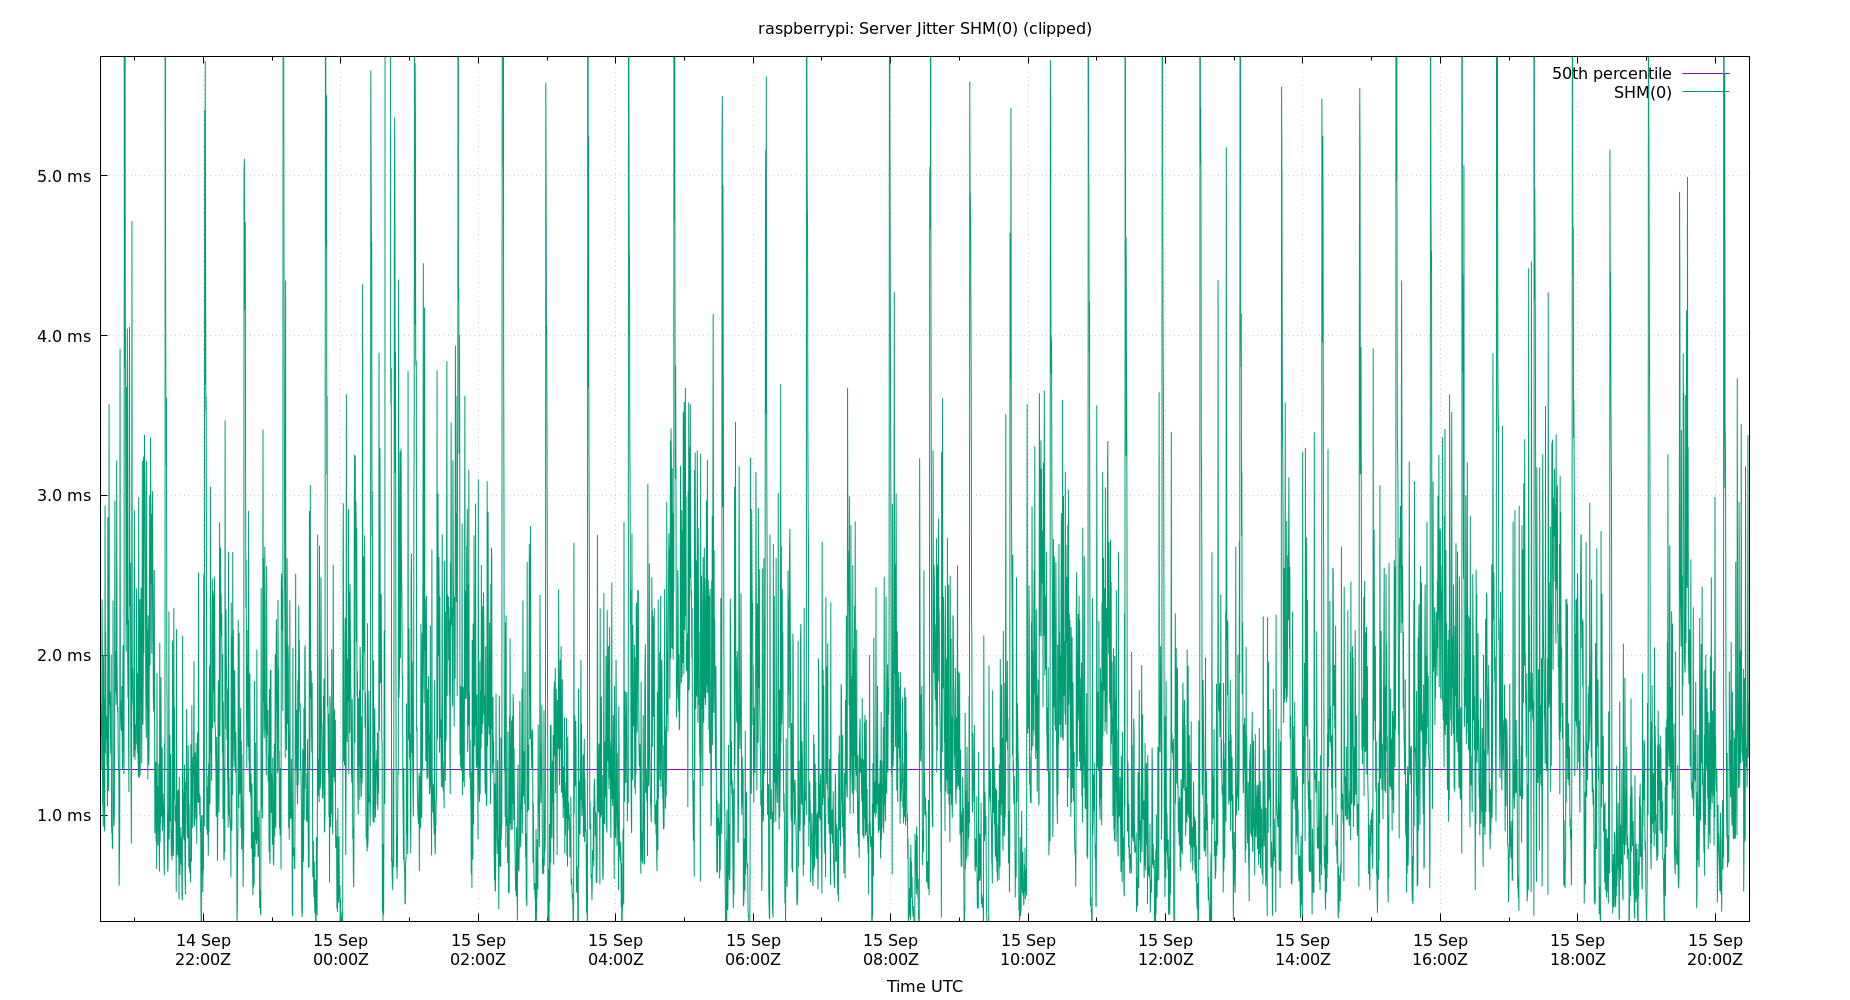 raspberrypi: Server Jitter SHM(0) (clipped)
50th percentile
SHM(0)
5.0 ms
4.0 ms
3.0 ms
2.0 ms
1.0 ms
14 Sep 15 Sep 15 Sep 15 Sep 15 Sep 15 Sep 15 Sep 15 Sep 15 Sep 15 Sep 15 Sep 15 Sep
22:00Z 00:00Z 02:00Z 04:00Z 06:00Z 08:00Z 10:00Z 12:00Z 14:00Z 16:00Z 18:00Z 20:00Z
Time UTC